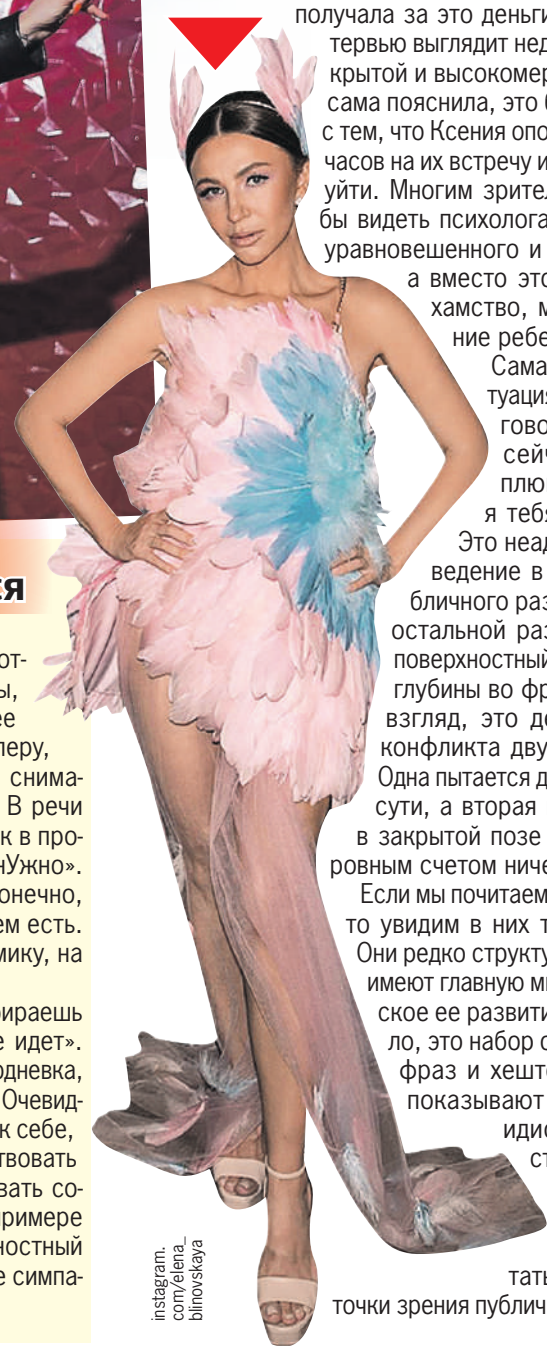 ся
от-
ы,
ее
перу,
снима-
В речи
к в про-
нУжно».
онечно,
ем есть.
мику, на
ираешь
е идет».
одневка,
Очевид-
к себе,
твовать
вать со-
примере
ностный
е симпа-
instagram.
com/elena_
blinovskaya
получала за это деньги
тервью выглядит нед
крытой и высокомер
сама пояснила, это б
с тем, что Ксения опо
часов на их встречу и
уйти. Многим зрител
бы видеть психолога
уравновешенного и
а вместо это
хамство, м
ние ребе
Сама
туация
гово
сейч
плю
я тебя
Это неад
ведение в
бличного раз
остальной раз
поверхностный
глубины во фр
взгляд, это де
конфликта дву
Одна пытается д
сути, а вторая
в закрытой позе
ровным счетом ниче
Если мы почитаем
то увидим в них т
Они редко структу
имеют главную мы
ское ее развити
ло, это набор с
фраз и хеште
показывают
идио
ст
тать
точки зрения публич